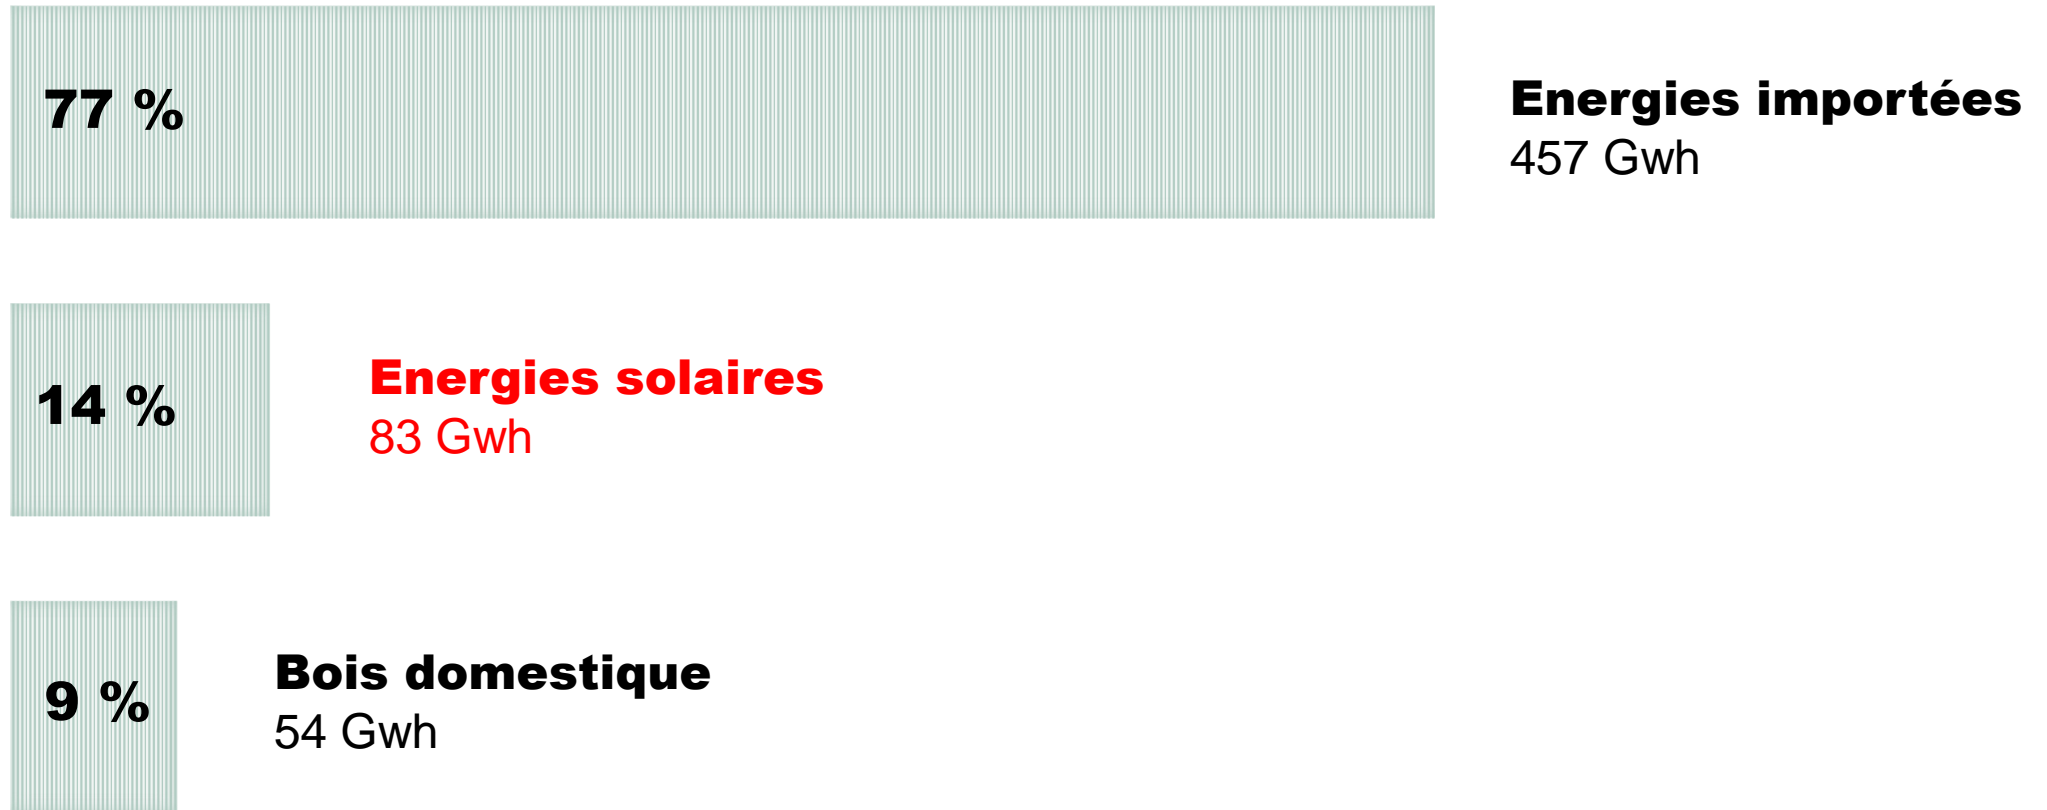 77 %
Energies importées
457 Gwh
14 %
Energies solaires
83 Gwh
9 %
Bois domestique
54 Gwh